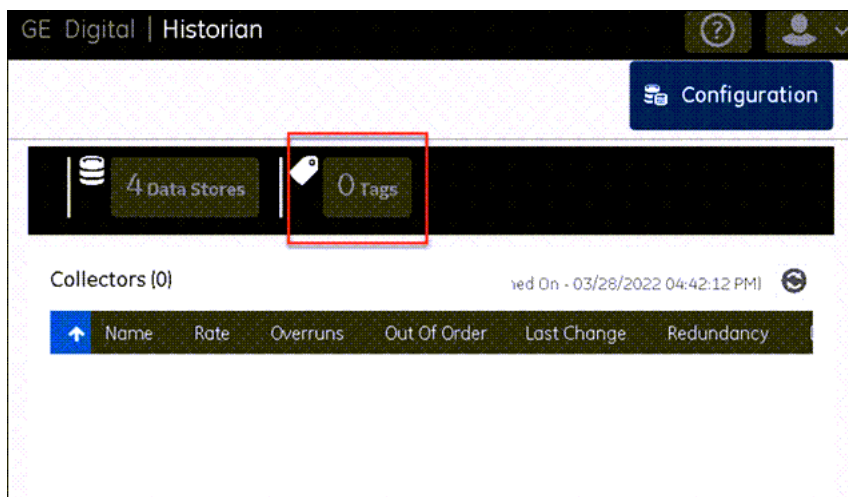 GE Digital | Historian
Configuration
4 Data Stores
0 Tags
Collectors (0)
On - 03/28/2022 04:42:12 PM)
Name Rate Overruns Out Of Order Last Change Redundancy